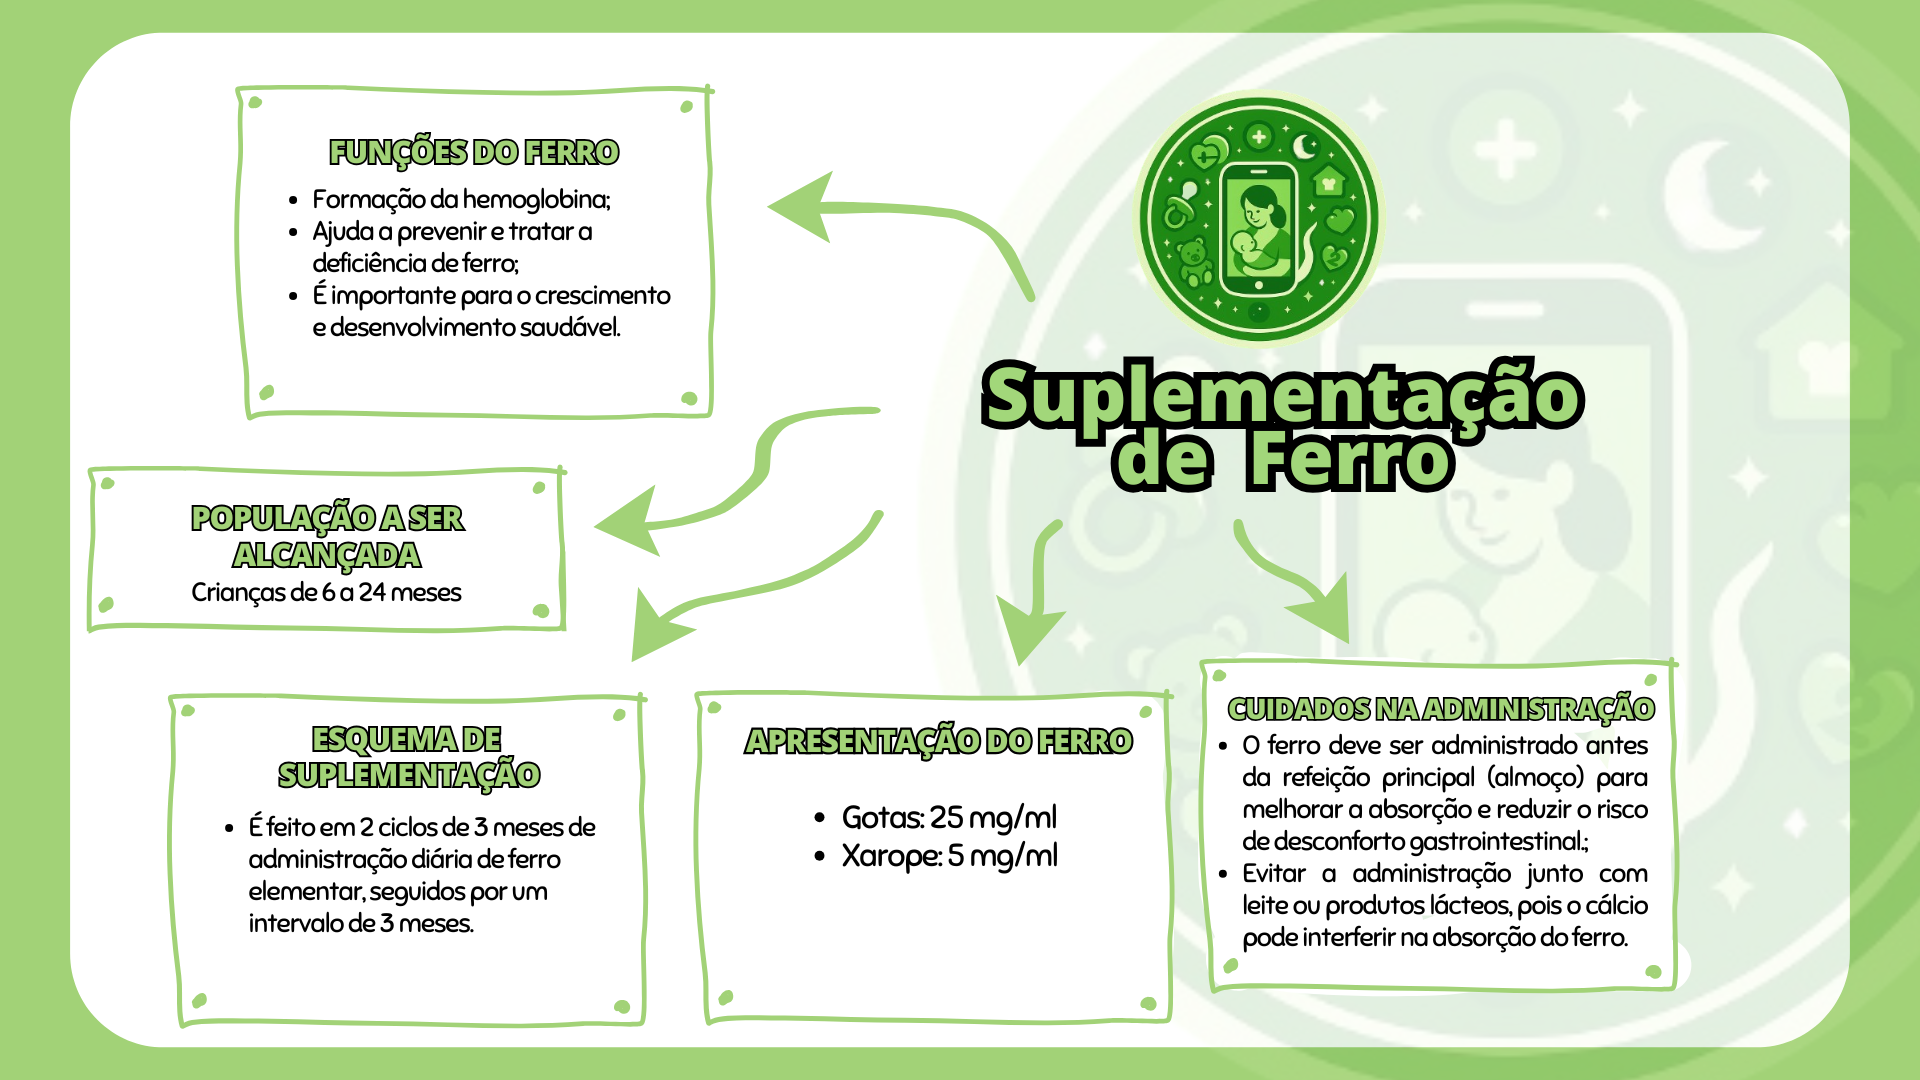 FUNÇÕES DO FERRO
• Formação da hemoglobina;
• Ajuda a prevenir e tratar a
deficiência de ferro;
• É importante para o crescimento
e desenvolvimento saudável.
Suplementação
de Ferro
POPULAÇÃO A SER
ALCANÇADA
Crianças de 6 a 24 meses
ESQUEMA DE
SUPLEMENTAÇÃO
• É feito em 2 ciclos de 3 meses de
administração diária de ferro
elementar, seguidos por um
intervalo de 3 meses.
APRESENTAÇÃO DO FERRO
• Gotas: 25 mg/ml
• Xarope: 5 mg/ml
CUIDADOS NA ADMINISTRAÇÃO
• O ferro deve ser administrado antes
da refeição principal (almoço) para
melhorar a absorção e reduzir o risco
de desconforto gastrointestinal.;
• Evitar a administração junto com
leite ou produtos lácteos, pois o cálcio
pode interferir na absorção do ferro.